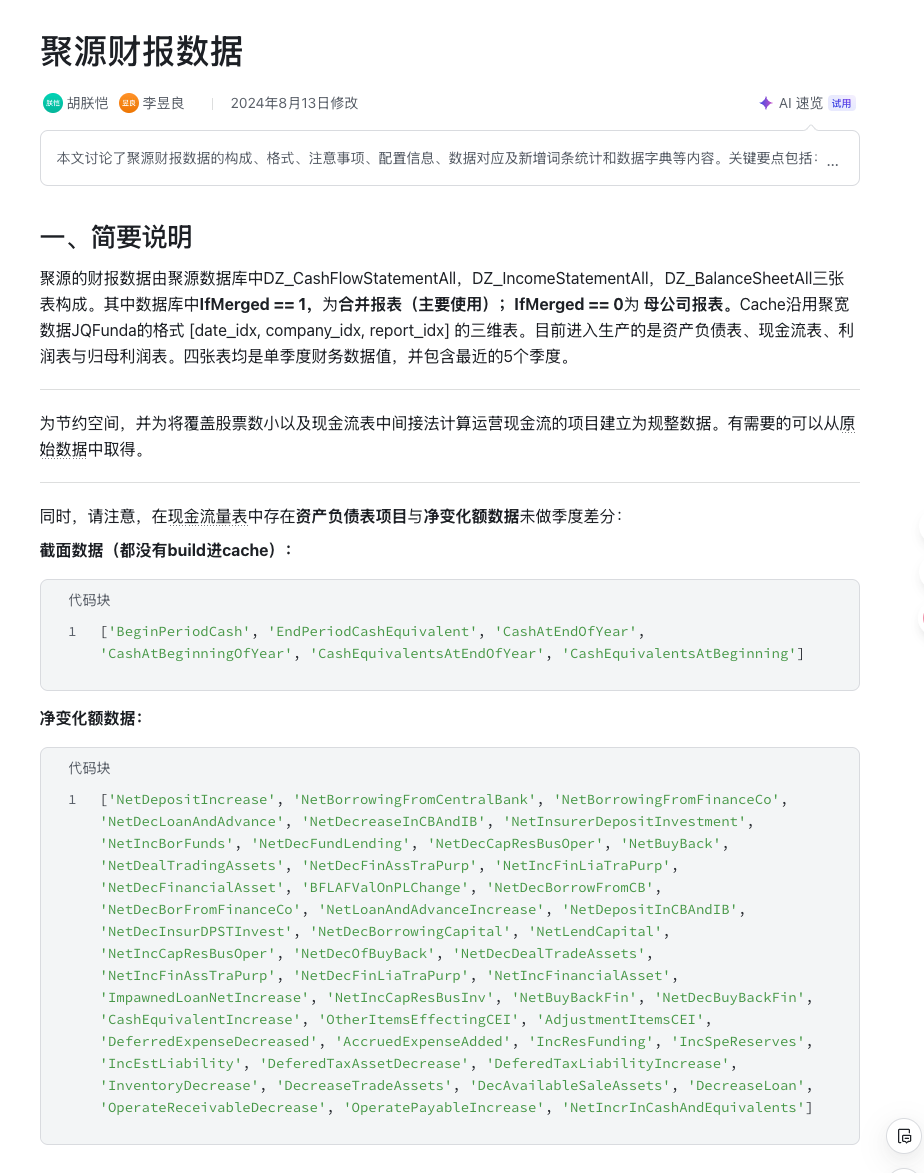 聚源财报数据
朕恺 胡朕恺 昱良 李昱良 2024年8月13日修改 AI 速览 试用
本文讨论了聚源财报数据的构成、格式、注意事项、配置信息、数据对应及新增词条统计和数据字典等内容。关键要点包括： ...
一、简要说明
聚源的财报数据由聚源数据库中DZ_CashFlowStatementAll，DZ_IncomeStatementAll，DZ_BalanceSheetAll三张
表构成。其中数据库中IfMerged == 1，为合并报表（主要使用）；IfMerged == 0为 母公司报表。Cache沿用聚宽
数据JQFunda的格式 [date_idx, company_idx, report_idx] 的三维表。目前进入生产的是资产负债表、现金流表、利
润表与归母利润表。四张表均是单季度财务数据值，并包含最近的5个季度。
为节约空间，并为将覆盖股票数小以及现金流表中间接法计算运营现金流的项目建立为规整数据。有需要的可以从原
始数据中取得。
同时，请注意，在现金流量表中存在资产负债表项目与净变化额数据未做季度差分：
截面数据（都没有build进cache）：
代码块
1 ['BeginPeriodCash', 'EndPeriodCashEquivalent', 'CashAtEndOfYear',
'CashAtBeginningOfYear', 'CashEquivalentsAtEndOfYear', 'CashEquivalentsAtBeginning']
净变化额数据：
代码块
1 ['NetDepositIncrease', 'NetBorrowingFromCentralBank', 'NetBorrowingFromFinanceCo',
'NetDecLoanAndAdvance', 'NetDecreaseInCBAndIB', 'NetInsurerDepositInvestment',
'NetIncBorFunds', 'NetDecFundLending', 'NetDecCapResBusOper', 'NetBuyBack',
'NetDealTradingAssets', 'NetDecFinAssTraPurp', 'NetIncFinLiaTraPurp',
'NetDecFinancialAsset', 'BFLAFValOnPLChange', 'NetDecBorrowFromCB',
'NetDecBorFromFinanceCo', 'NetLoanAndAdvanceIncrease', 'NetDepositInCBAndIB',
'NetDecInsurDPSTInvest', 'NetDecBorrowingCapital', 'NetLendCapital',
'NetIncCapResBusOper', 'NetDecOfBuyBack', 'NetDecDealTradeAssets',
'NetIncFinAssTraPurp', 'NetDecFinLiaTraPurp', 'NetIncFinancialAsset',
'ImpawnedLoanNetIncrease', 'NetIncCapResBusInv', 'NetBuyBackFin', 'NetDecBuyBackFin',
'CashEquivalentIncrease', 'OtherItemsEffectingCEI', 'AdjustmentItemsCEI',
'DeferredExpenseDecreased', 'AccruedExpenseAdded', 'IncResFunding', 'IncSpeReserves',
'IncEstLiability', 'DeferedTaxAssetDecrease', 'DeferedTaxLiabilityIncrease',
'InventoryDecrease', 'DecreaseTradeAssets', 'DecAvailableSaleAssets', 'DecreaseLoan',
'OperateReceivableDecrease', 'OperatePayableIncrease', 'NetIncrInCashAndEquivalents']